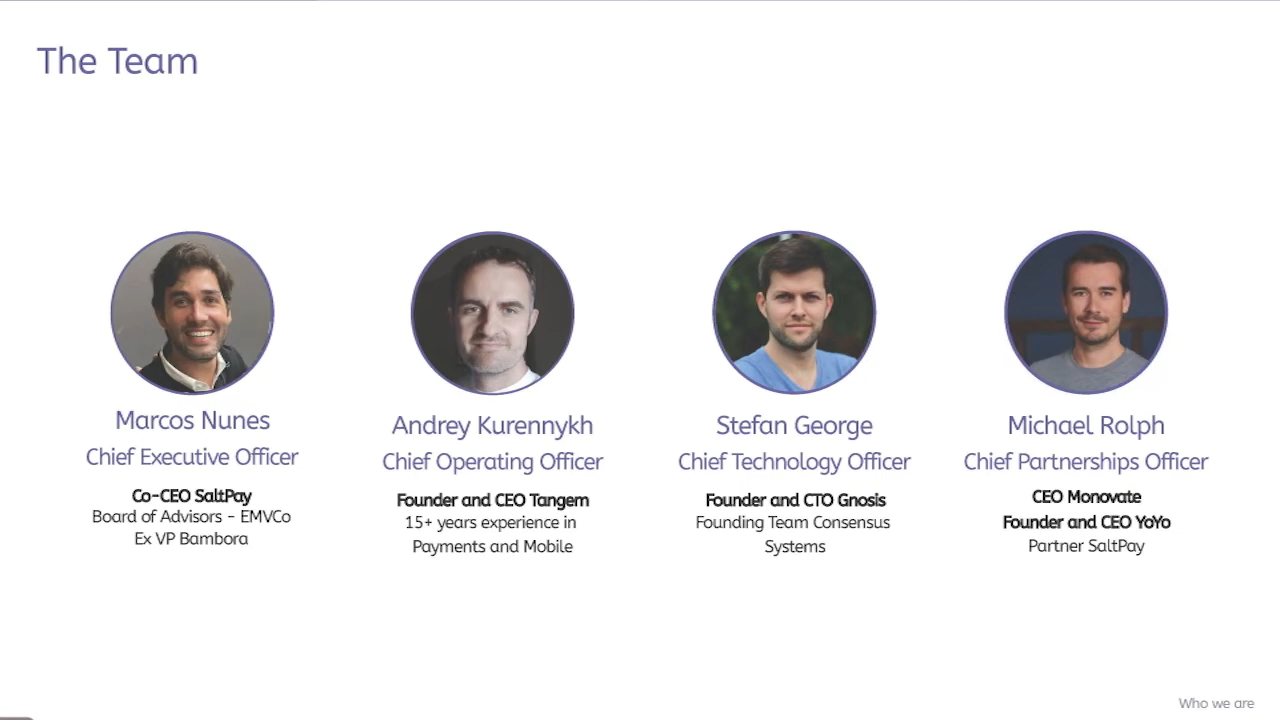 The Team
Marcos Nunes
Chief Executive Officer
Co-CEO SaltPay
Board of Advisors - EMVCo
Ex VP Bambora
Andrey Kurennykh
Chief Operating Officer
Founder and CEO Tangem
15+ years experience in
Payments and Mobile
Stefan George
Chief Technology Officer
Founder and CTO Gnosis
Founding Team Consensus
Systems
Michael Rolph
Chief Partnerships Officer
CEO Monovate
Founder and CEO YoYo
Partner SaltPay
Who we are